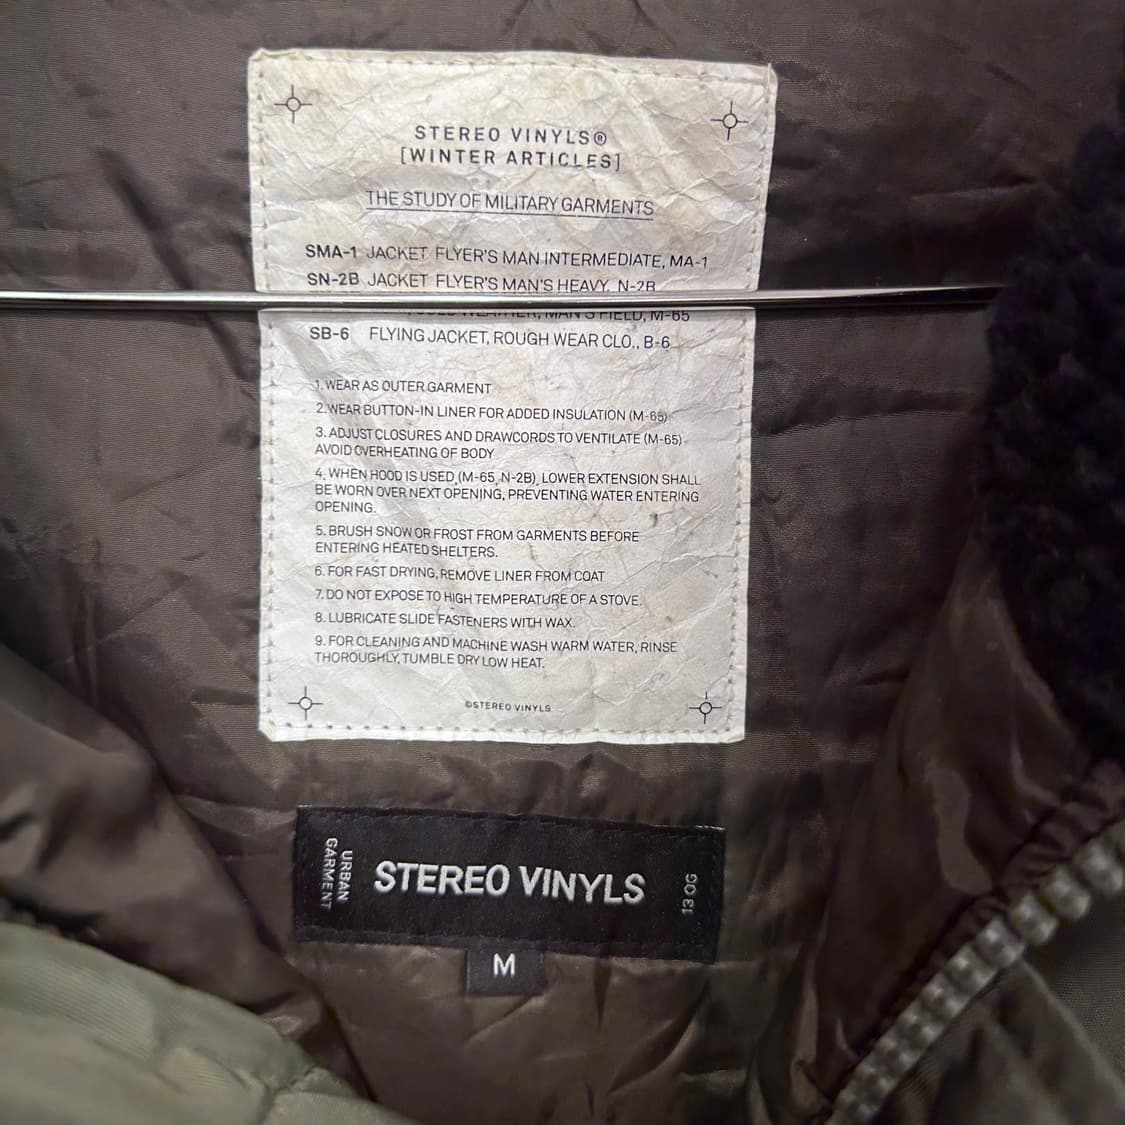 STEREO VINYLS®
[WINTER ARTICLES]
THE STUDY OF MILITARY GARMENTS
SMA-1 JACKET FLYER'S MAN INTERMEDIATE, MA-1
SN-2B JACKET FLYER'S MAN'S HEAVY, N-2B
WEATHER, MAN'S FIELD, M-65
SB-6 FLYING JACKET, ROUGH WEAR CLO., B-6
1. WEAR AS OUTER GARMENT
2. WEAR BUTTON-IN LINER FOR ADDED INSULATION (M-65)
3. ADJUST CLOSURES AND DRAWCORDS TO VENTILATE (M-65)
AVOID OVERHEATING OF BODY
4. WHEN HOOD IS USED, (M-65, N-2B), LOWER EXTENSION SHALL
BE WORN OVER NEXT OPENING, PREVENTING WATER ENTERING
OPENING.
5. BRUSH SNOW OR FROST FROM GARMENTS BEFORE
ENTERING HEATED SHELTERS.
6. FOR FAST DRYING, REMOVE LINER FROM COAT
7. DO NOT EXPOSE TO HIGH TEMPERATURE OF A STOVE.
8. LUBRICATE SLIDE FASTENERS WITH WAX.
9. FOR CLEANING AND MACHINE WASH WARM WATER, RINSE
THOROUGHLY, TUMBLE DRY LOW HEAT.
©STEREO VINYLS
URBAN
GARMENT
STEREO VINYLS
13 OG
M